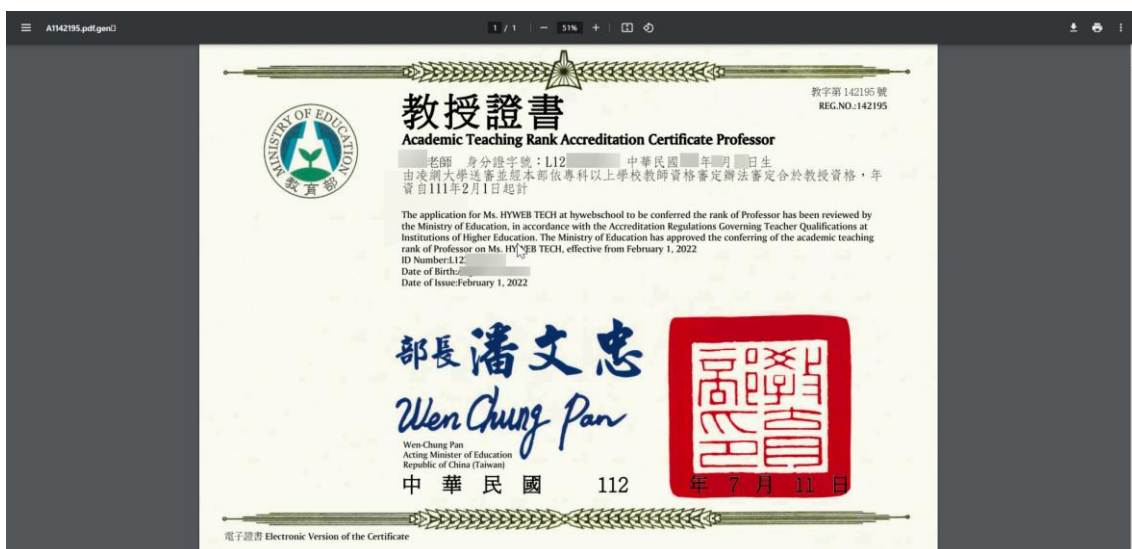 A1142195.pdf.gen
1 / 1
51%
教字第 142195 號
REG.NO.:142195
MINISTRY OF EDUCATION
教育部
教授證書
Academic Teaching Rank Accreditation Certificate Professor
老師 身分證字號：L12 中華民國 年 月 日生
由凌網大學送審並經本部依專科以上學校教師資格審定辦法審定合於教授資格，年
資自111年2月1日起計
The application for Ms. HYWEB TECH at hywebschool to be conferred the rank of Professor has been reviewed by
the Ministry of Education, in accordance with the Accreditation Regulations Governing Teacher Qualifications at
Institutions of Higher Education. The Ministry of Education has approved the conferring of the academic teaching
rank of Professor on Ms. HYWEB TECH, effective from February 1, 2022
ID Number:L12
Date of Birth:
Date of Issue:February 1, 2022
部長潘文忠
Wen Chung Pan
Wen-Chung Pan
Acting Minister of Education
Republic of China (Taiwan)
中 華 民 國 112 年 7 月 11 日
電子證書 Electronic Version of the Certificate